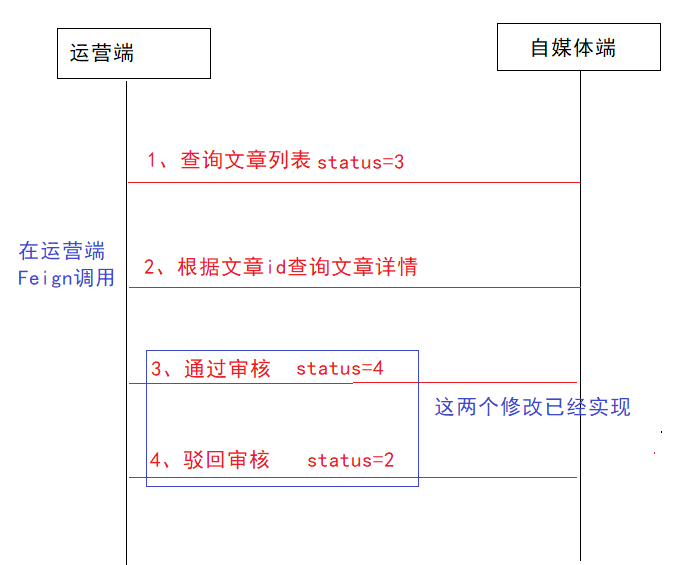 运营端
自媒体端
1、查询文章列表 status=3
在运营端
Feign调用
2、根据文章id查询文章详情
3、通过审核 status=4
这两个修改已经实现
4、驳回审核 status=2